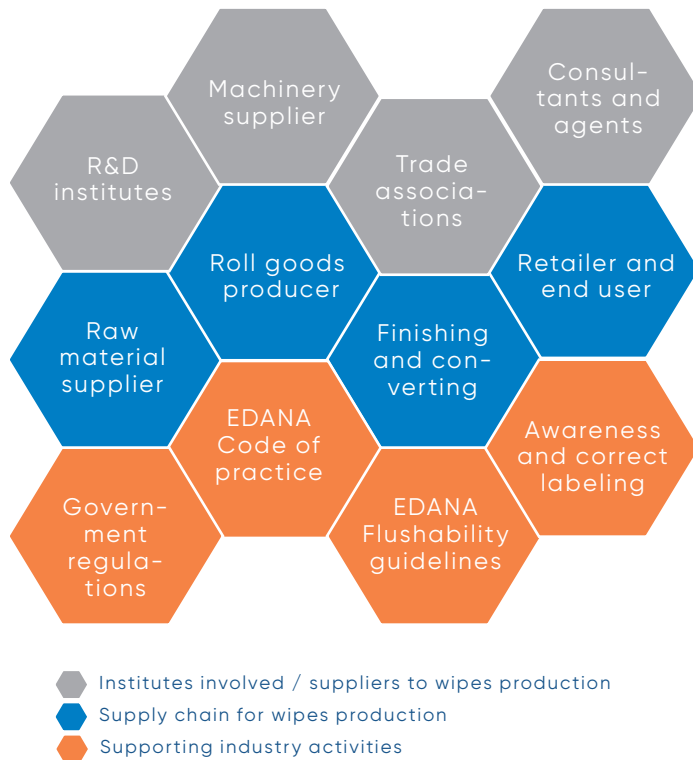 Machinery
supplier
Consul-
tants and
agents
R&D
institutes
Trade
associa-
tions
Roll goods
producer
Retailer and
end user
Raw
material
supplier
Finishing
and con-
verting
EDANA
Code of
practice
Awareness
and correct
labeling
Govern-
ment
regula-
tions
EDANA
Flushability
guidelines
Institutes involved / suppliers to wipes production
Supply chain for wipes production
Supporting industry activities